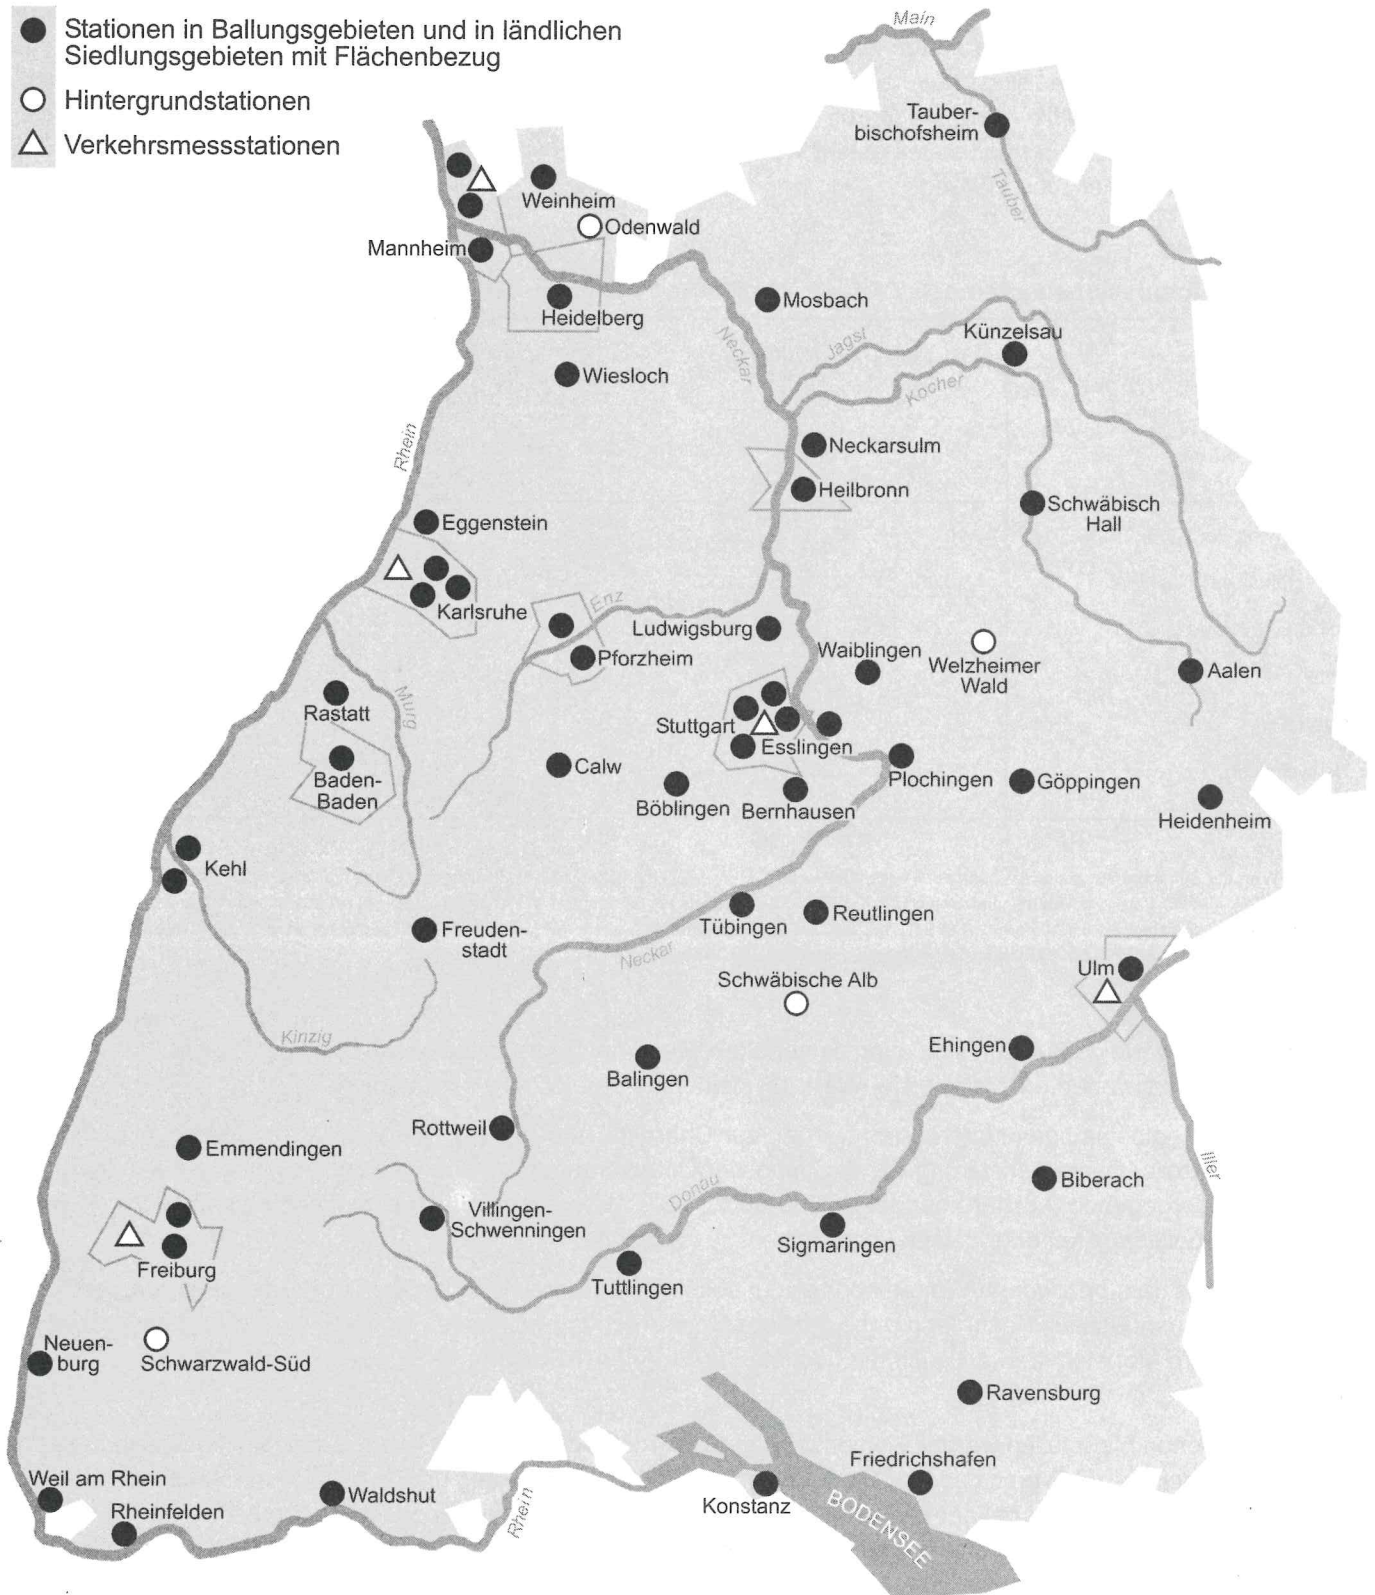 Stationen in Ballungsgebieten und in ländlichen
Siedlungsgebieten mit Flächenbezug
Hintergrundstationen
Verkehrsmessstationen
Main
Tauber-
bischofsheim
Tauber
Weinheim
Odenwald
Mannheim
Heidelberg
Mosbach
Neckar
Jagst
Künzelsau
Kocher
Wiesloch
Rhein
Neckarsulm
Heilbronn
Schwäbisch
Hall
Eggenstein
Karlsruhe
Enz
Ludwigsburg
Pforzheim
Waiblingen
Welzheimer
Wald
Aalen
Murg
Rastatt
Stuttgart
Esslingen
Baden-
Baden
Calw
Böblingen
Bernhausen
Plochingen
Göppingen
Heidenheim
Kehl
Freuden-
stadt
Tübingen
Reutlingen
Neckar
Schwäbische Alb
Ulm
Kinzig
Ehingen
Balingen
Rottweil
Emmendingen
Iller
Biberach
Donau
Villingen-
Schwenningen
Sigmaringen
Freiburg
Tuttlingen
Neuen-
burg
Schwarzwald-Süd
Ravensburg
Friedrichshafen
Weil am Rhein
Rheinfelden
Waldshut
Rhein
Konstanz
BODENSEE